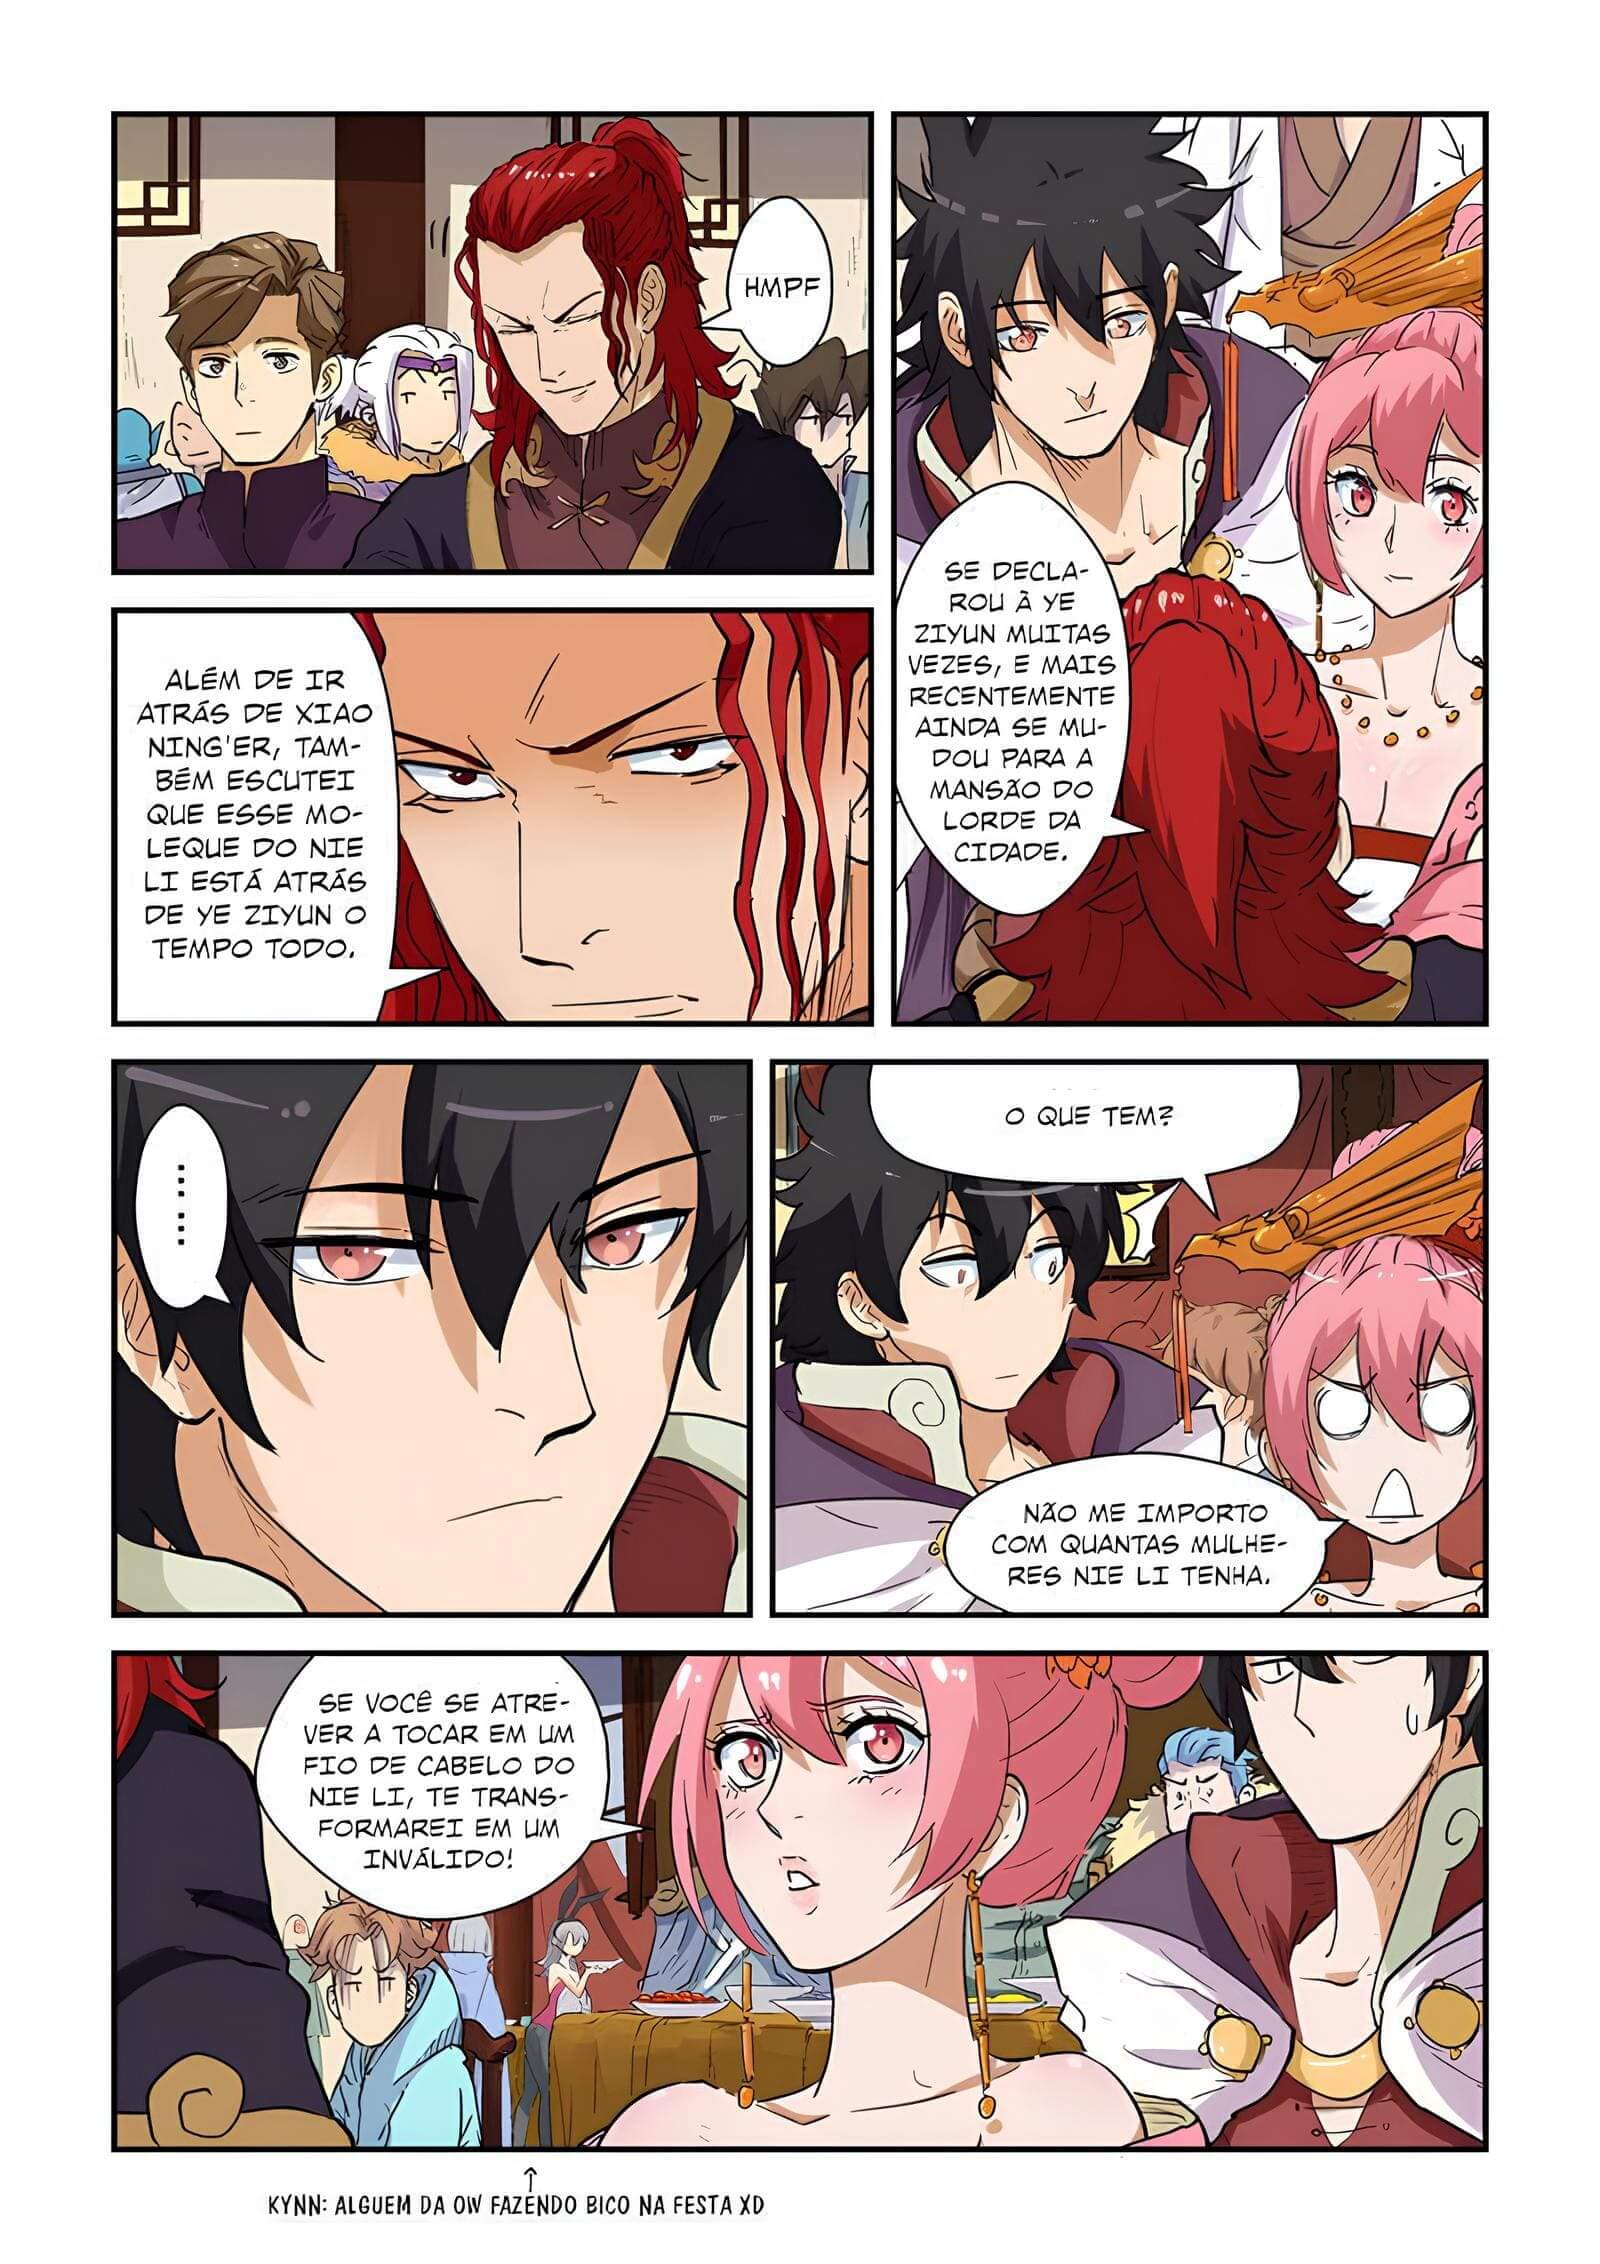 HMPF
ALÉM DE IR
ATRÁS DE XIAO
NING'ER, TAM-
BÉM ESCUTEI
QUE ESSE MO-
LEQUE DO NIE
LI ESTÁ ATRÁS
DE YE ZIYUN O
TEMPO TODO.
SE DECLA-
ROU À YE
ZIYUN MUITAS
VEZES, E MAIS
RECENTEMENTE
AINDA SE MU-
DOU PARA A
MANSÃO DO
LORDE DA
CIDADE.
......
O QUE TEM?
NÃO ME IMPORTO
COM QUANTAS MULHE-
RES NIE LI TENHA.
SE VOCÊ SE ATRE-
VER A TOCAR EM UM
FIO DE CABELO DO
NIE LI, TE TRANS-
FORMAREI EM UM
INVÁLIDO!
KYNN: ALGUEM DA OW FAZENDO BICO NA FESTA XD